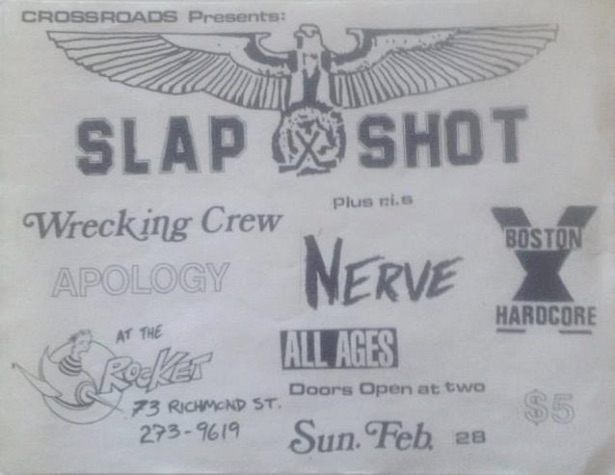 CROSSROADS Presents:
SLAP SHOT
Plus
Wrecking Crew
APOLOGY
NERVE
X BOSTON
HARDCORE
AT THE
ROCKET
73 RICHMOND ST.
273-9619
ALL AGES
Doors Open at two
Sun. Feb. 28
$5